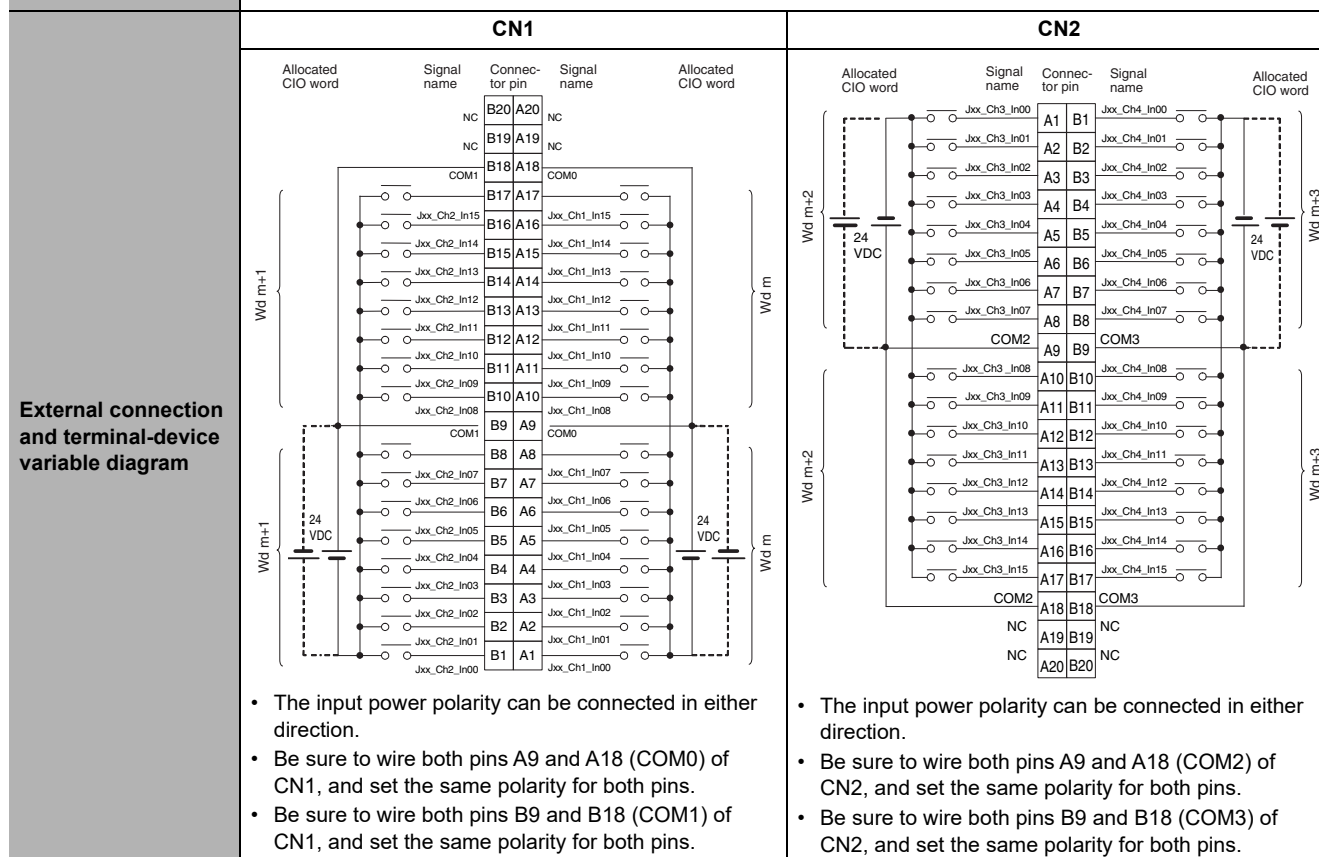 CN1
Allocated CIO word
Signal name
Connec-tor pin
Signal name
Allocated CIO word
NC B20 A20 NC
NC B19 A19 NC
COM1 B18 A18 COM0
B17 A17
Jxx_Ch2_In15 B16 A16 Jxx_Ch1_In15
Jxx_Ch2_In14 B15 A15 Jxx_Ch1_In14
Jxx_Ch2_In13 B14 A14 Jxx_Ch1_In13
Jxx_Ch2_In12 B13 A13 Jxx_Ch1_In12
Jxx_Ch2_In11 B12 A12 Jxx_Ch1_In11
Jxx_Ch2_In10 B11 A11 Jxx_Ch1_In10
Jxx_Ch2_In09 B10 A10 Jxx_Ch1_In09
Jxx_Ch2_In08 Jxx_Ch1_In08
COM1 B9 A9 COM0
B8 A8
Jxx_Ch2_In07 B7 A7 Jxx_Ch1_In07
Jxx_Ch2_In06 B6 A6 Jxx_Ch1_In06
Jxx_Ch2_In05 B5 A5 Jxx_Ch1_In05
Jxx_Ch2_In04 B4 A4 Jxx_Ch1_In04
Jxx_Ch2_In03 B3 A3 Jxx_Ch1_In03
Jxx_Ch2_In02 B2 A2 Jxx_Ch1_In02
Jxx_Ch2_In01 B1 A1 Jxx_Ch1_In01
Jxx_Ch2_In00 Jxx_Ch1_In00
Wd m+1
Wd m
Wd m+1
Wd m
24 VDC
24 VDC
External connection
and terminal-device
variable diagram
• The input power polarity can be connected in either
direction.
• Be sure to wire both pins A9 and A18 (COM0) of
CN1, and set the same polarity for both pins.
• Be sure to wire both pins B9 and B18 (COM1) of
CN1, and set the same polarity for both pins.
CN2
Allocated CIO word
Signal name
Connec-tor pin
Signal name
Allocated CIO word
Jxx_Ch3_In00 A1 B1 Jxx_Ch4_In00
Jxx_Ch3_In01 A2 B2 Jxx_Ch4_In01
Jxx_Ch3_In02 A3 B3 Jxx_Ch4_In02
Jxx_Ch3_In03 A4 B4 Jxx_Ch4_In03
Jxx_Ch3_In04 A5 B5 Jxx_Ch4_In04
Jxx_Ch3_In05 A6 B6 Jxx_Ch4_In05
Jxx_Ch3_In06 A7 B7 Jxx_Ch4_In06
Jxx_Ch3_In07 A8 B8 Jxx_Ch4_In07
COM2 A9 B9 COM3
Jxx_Ch3_In08 A10 B10 Jxx_Ch4_In08
Jxx_Ch3_In09 A11 B11 Jxx_Ch4_In09
Jxx_Ch3_In10 A12 B12 Jxx_Ch4_In10
Jxx_Ch3_In11 A13 B13 Jxx_Ch4_In11
Jxx_Ch3_In12 A14 B14 Jxx_Ch4_In12
Jxx_Ch3_In13 A15 B15 Jxx_Ch4_In13
Jxx_Ch3_In14 A16 B16 Jxx_Ch4_In14
Jxx_Ch3_In15 A17 B17 Jxx_Ch4_In15
COM2 A18 B18 COM3
NC A19 B19 NC
NC A20 B20 NC
Wd m+2
Wd m+3
Wd m+2
Wd m+3
24 VDC
24 VDC
• The input power polarity can be connected in either
direction.
• Be sure to wire both pins A9 and A18 (COM2) of
CN2, and set the same polarity for both pins.
• Be sure to wire both pins B9 and B18 (COM3) of
CN2, and set the same polarity for both pins.